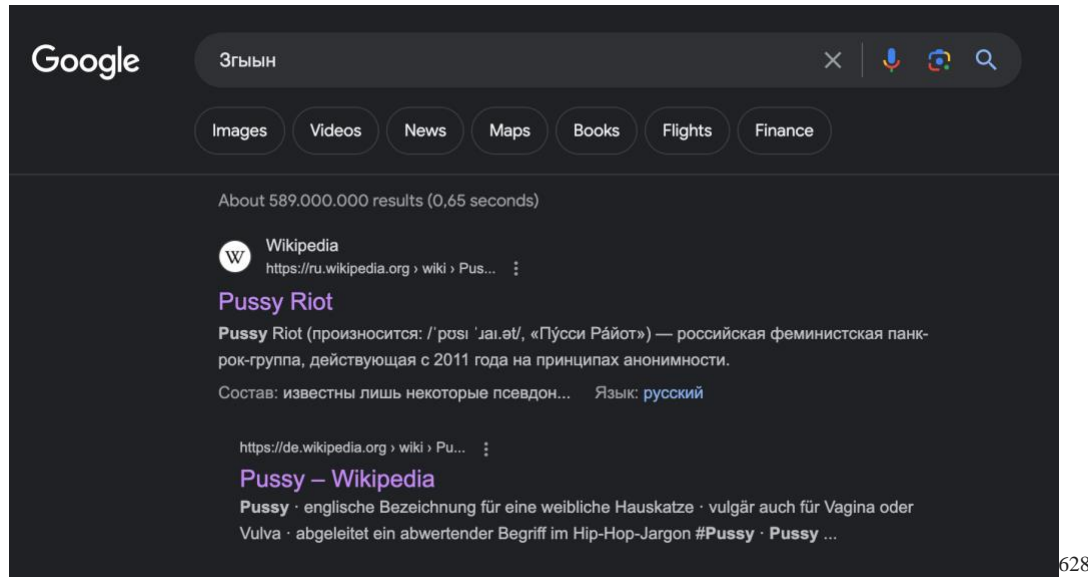 Google
Згыын
Images
Videos
News
Maps
Books
Flights
Finance
About 589.000.000 results (0,65 seconds)
W
Wikipedia
https://ru.wikipedia.org › wiki › Pus...
Pussy Riot
Pussy Riot (произносится: /ˈpʊsɪ ˈɹaɪ.ət/, «Пу́сси Ра́йот») — российская феминистская панк-
рок-группа, действующая с 2011 года на принципах анонимности.
Состав: известны лишь некоторые псевдон... Язык: русский
https://de.wikipedia.org › wiki › Pu...
Pussy – Wikipedia
Pussy · englische Bezeichnung für eine weibliche Hauskatze · vulgär auch für Vagina oder
Vulva · abgeleitet ein abwertender Begriff im Hip-Hop-Jargon #Pussy · Pussy ...
628